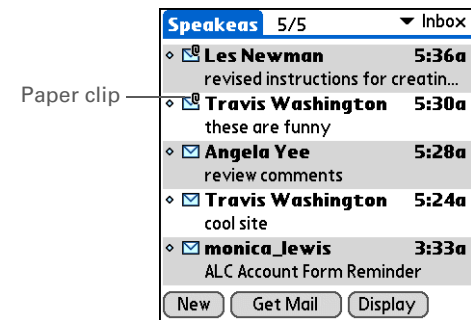 Speakeas 5/5 Inbox
Les Newman 5:36a
revised instructions for creatin...
Paper clip
Travis Washington 5:30a
these are funny
Angela Yee 5:28a
review comments
Travis Washington 5:24a
cool site
monica_lewis 3:33a
ALC Account Form Reminder
New Get Mail Display